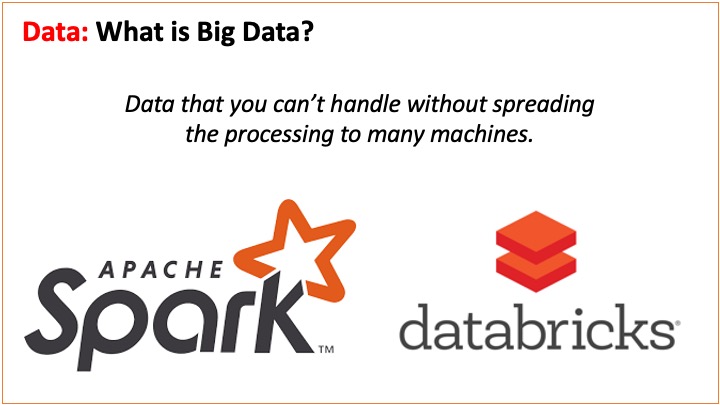 Data: What is Big Data?
Data that you can’t handle without spreading
the processing to many machines.
APACHE
Spark™
databricks®